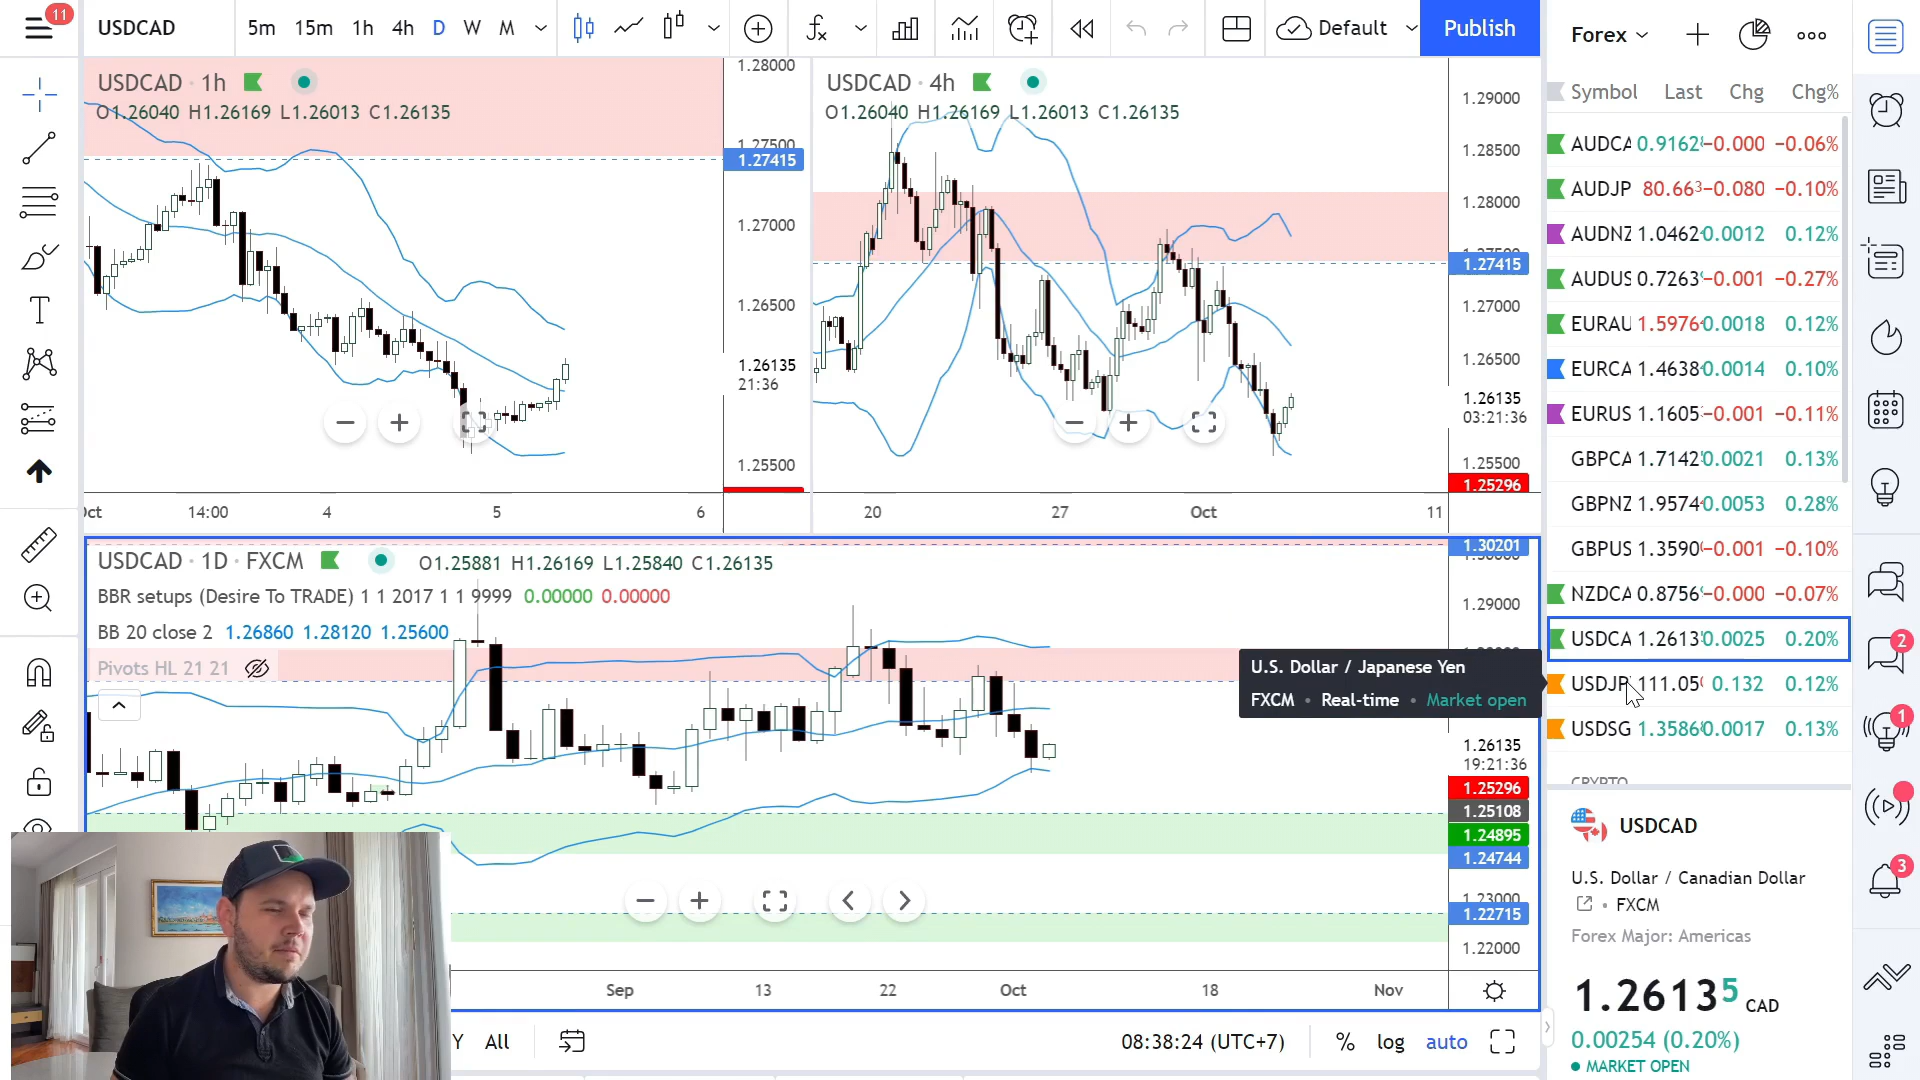 11
USDCAD
5m 15m 1h 4h D W M
Default
Publish
Forex
USDCAD · 1h
O1.26040 H1.26169 L1.26013 C1.26135
1.28000
1.27500
1.27415
1.27000
1.26500
1.26135
21:36
1.25500
14:00 4 5 6
USDCAD · 4h
O1.26040 H1.26169 L1.26013 C1.26135
1.29000
1.28500
1.28000
1.27415
1.27000
1.26500
1.26135
03:21:36
1.25500
1.25296
20 27 Oct 11
USDCAD · 1D · FXCM
O1.25881 H1.26169 L1.25840 C1.26135
BBR setups (Desire To TRADE) 1 1 2017 1 1 9999 0.00000 0.00000
BB 20 close 2 1.26860 1.28120 1.25600
Pivots HL 21 21
1.30201
1.29000
1.26135
19:21:36
1.25296
1.25108
1.24895
1.24744
1.23000
1.22715
1.22000
Sep 13 22 Oct 18 Nov
Y All
08:38:24 (UTC+7)
% log auto
U.S. Dollar / Japanese Yen
FXCM • Real-time • Market open
Symbol Last Chg Chg%
AUDCA 0.9162 −0.000 −0.06%
AUDJP 80.663 −0.080 −0.10%
AUDNZ 1.0462 0.0012 0.12%
AUDUS 0.7263 −0.001 −0.27%
EURAU 1.5976 0.0018 0.12%
EURCA 1.4638 0.0014 0.10%
EURUS 1.1605 −0.001 −0.11%
GBPCA 1.7142 0.0021 0.13%
GBPNZ 1.9574 0.0053 0.28%
GBPUS 1.3590 −0.001 −0.10%
NZDCA 0.8756 −0.000 −0.07%
USDCA 1.2613 0.0025 0.20%
USDJP 111.05 0.132 0.12%
USDSG 1.3586 0.0017 0.13%
CRYPTO
USDCAD
U.S. Dollar / Canadian Dollar
• FXCM
Forex Major: Americas
1.26135 CAD
0.00254 (0.20%)
• MARKET OPEN
2
1
3